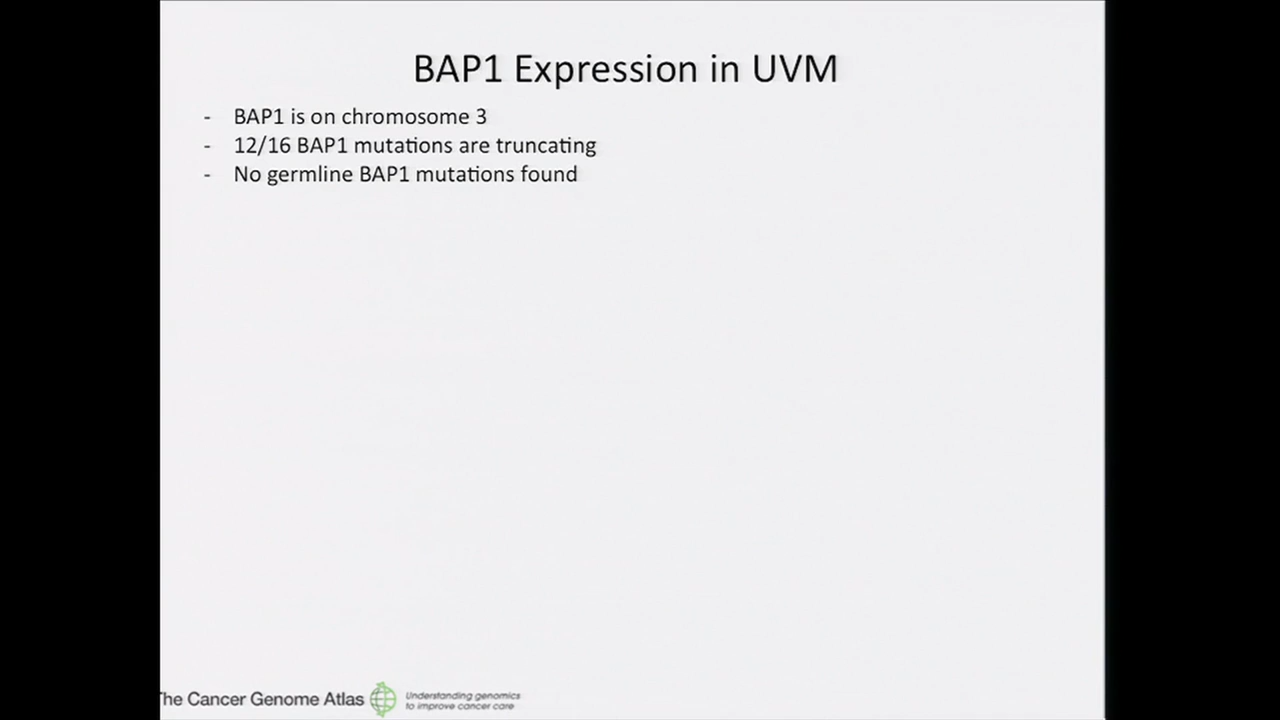 BAP1 Expression in UVM
- BAP1 is on chromosome 3
- 12/16 BAP1 mutations are truncating
- No germline BAP1 mutations found
The Cancer Genome Atlas
Understanding genomics
to improve cancer care